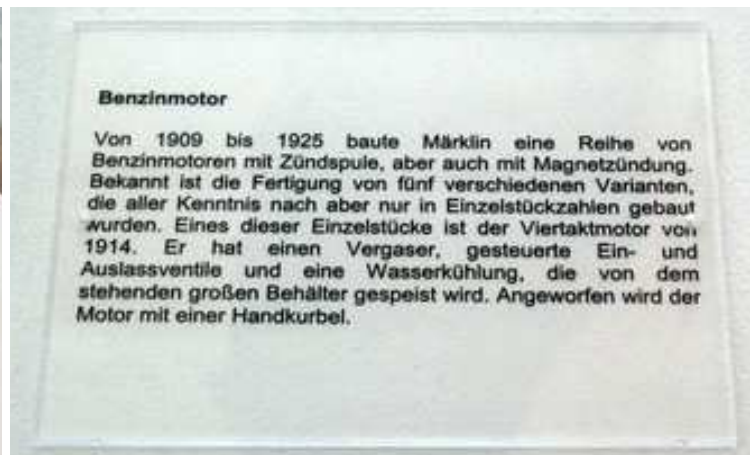 Benzinmotor
Von 1909 bis 1925 baute Märklin eine Reihe von
Benzinmotoren mit Zündspule, aber auch mit Magnetzündung.
Bekannt ist die Fertigung von fünf verschiedenen Varianten,
die aller Kenntnis nach aber nur in Einzelstückzahlen gebaut
wurden. Eines dieser Einzelstücke ist der Viertaktmotor von
1914. Er hat einen Vergaser, gesteuerte Ein- und
Auslassventile und eine Wasserkühlung, die von dem
stehenden großen Behälter gespeist wird. Angeworfen wird der
Motor mit einer Handkurbel.